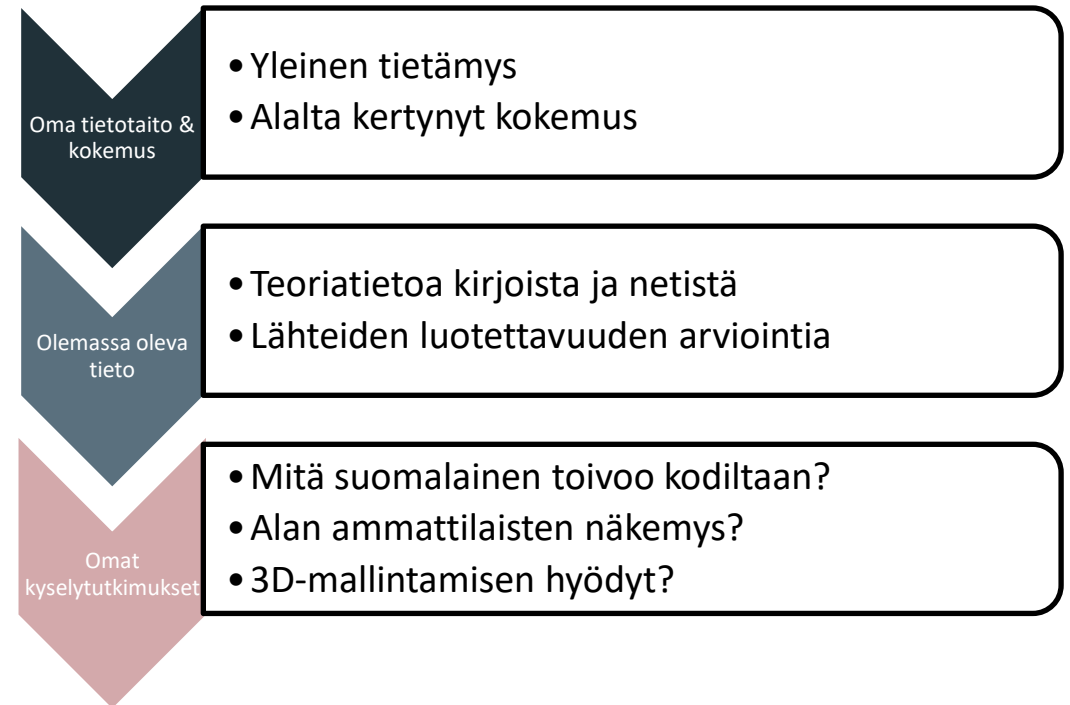 Oma tietotaito &
kokemus
• Yleinen tietämys
• Alalta kertynyt kokemus
Olemassa oleva
tieto
• Teoriatietoa kirjoista ja netistä
• Lähteiden luotettavuuden arviointia
Omat
kyselytutkimukset
• Mitä suomalainen toivoo kodiltaan?
• Alan ammattilaisten näkemys?
• 3D-mallintamisen hyödyt?